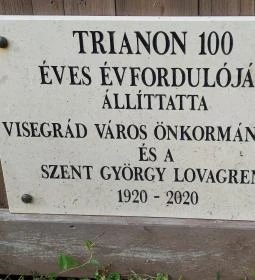 TRIANON 100
ÉVES ÉVFORDULÓJÁ
ÁLLÍTTATTA
VISEGRÁD VÁROS ÖNKORMÁN
ÉS A
SZENT GYÖRGY LOVAGREN
1920 - 2020